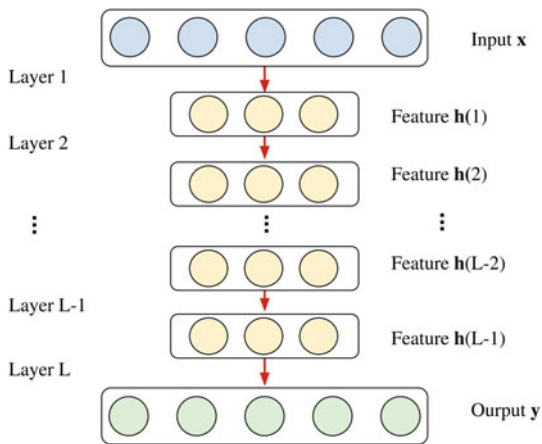 Input x
Layer 1
Feature h(1)
Layer 2
Feature h(2)
Feature h(L-2)
Layer L-1
Feature h(L-1)
Layer L
Ourput y